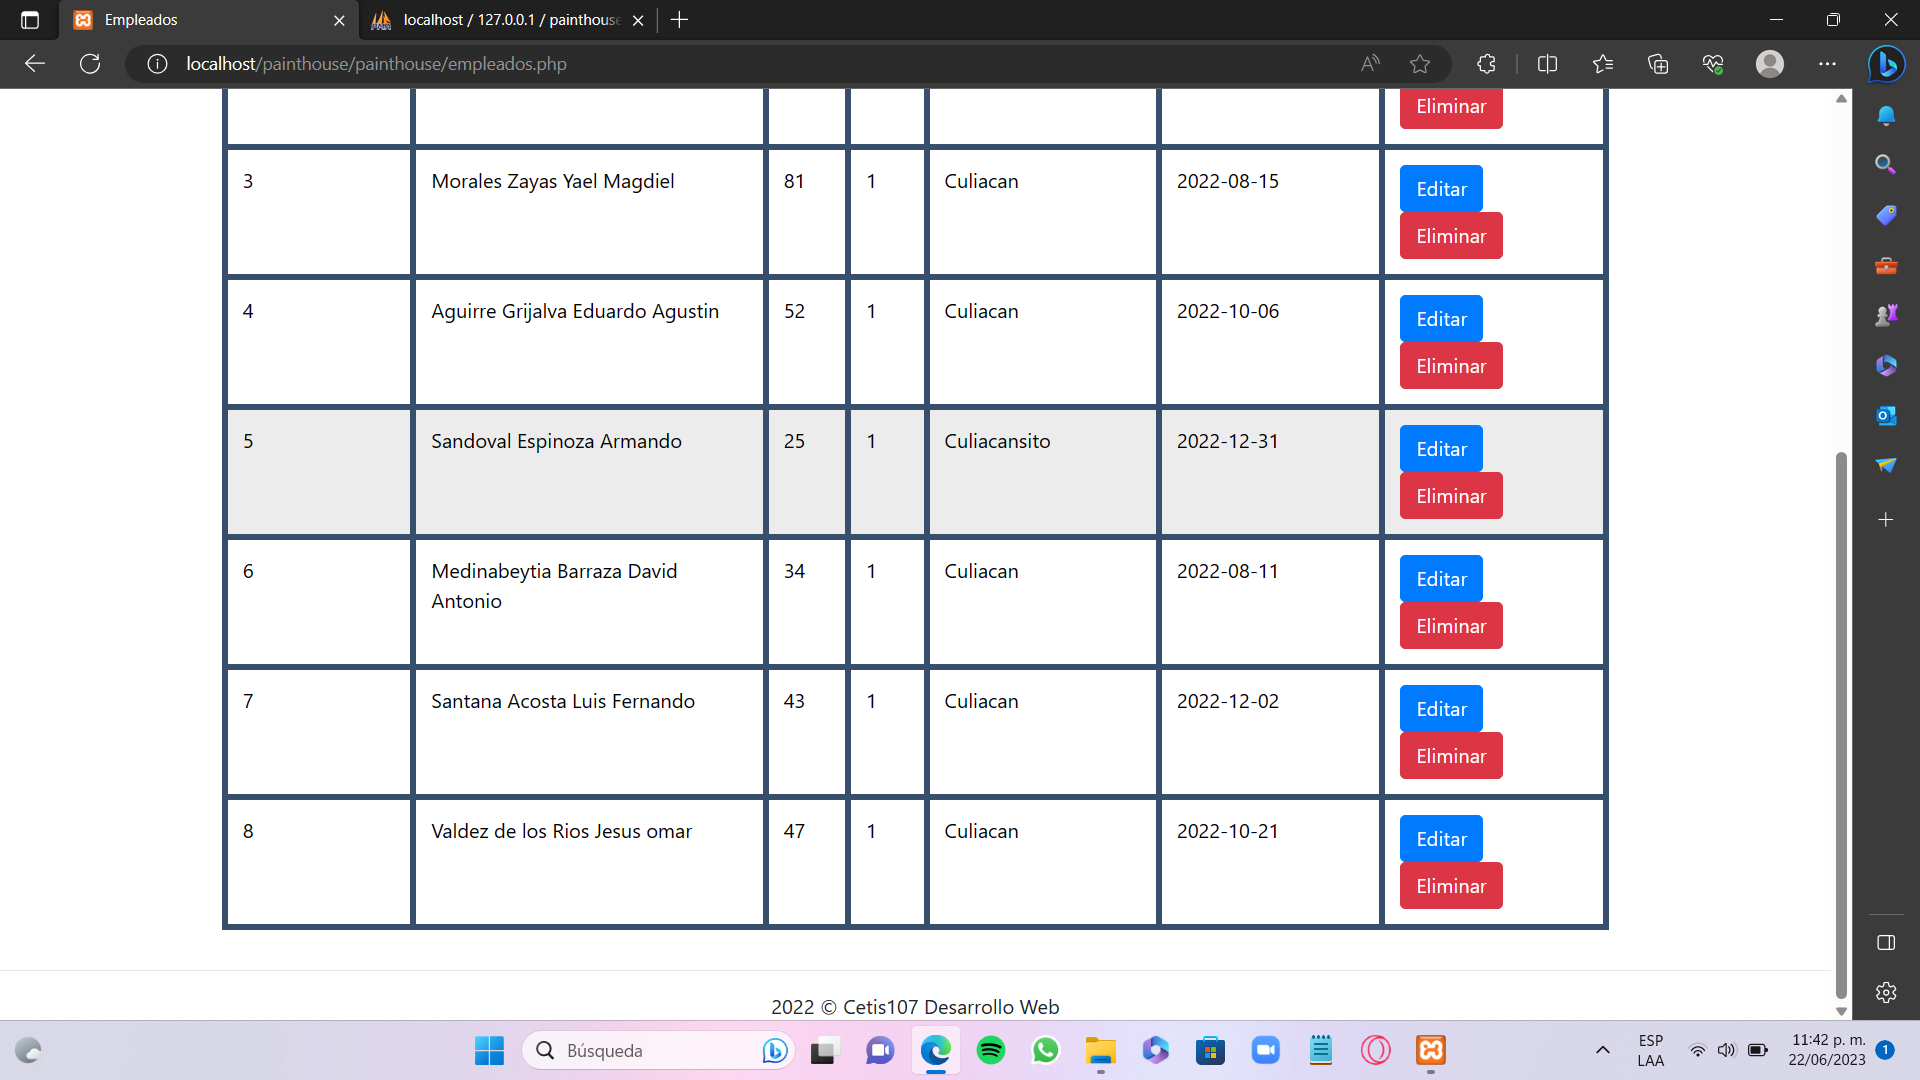 Empleados
localhost / 127.0.0.1 / painthouse
localhost/painthouse/painthouse/empleados.php
Eliminar
3 Morales Zayas Yael Magdiel 81 1 Culiacan 2022-08-15 Editar
Eliminar
4 Aguirre Grijalva Eduardo Agustin 52 1 Culiacan 2022-10-06 Editar
Eliminar
5 Sandoval Espinoza Armando 25 1 Culiacansito 2022-12-31 Editar
Eliminar
6 Medinabeytia Barraza David 34 1 Culiacan 2022-08-11 Editar
Antonio
Eliminar
7 Santana Acosta Luis Fernando 43 1 Culiacan 2022-12-02 Editar
Eliminar
8 Valdez de los Rios Jesus omar 47 1 Culiacan 2022-10-21 Editar
Eliminar
2022 © Cetis107 Desarrollo Web
Búsqueda
ESP
LAA
11:42 p. m.
22/06/2023
1